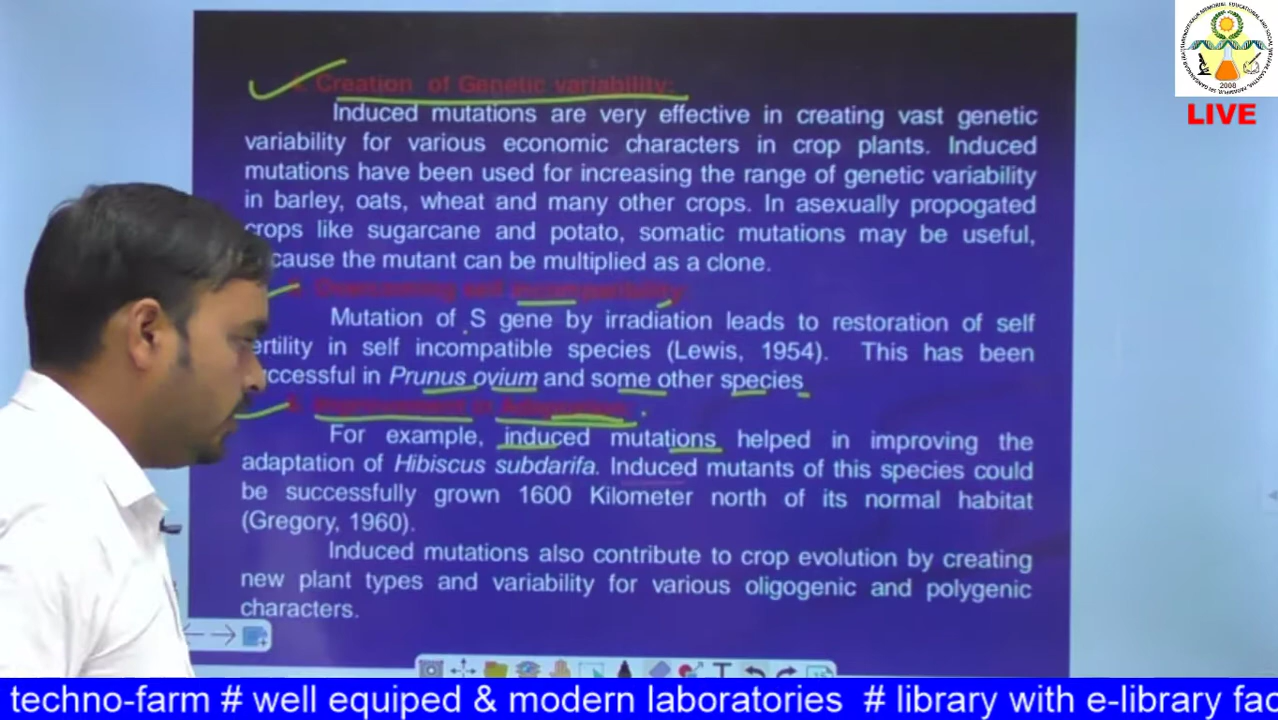 Creation of Genetic variability:
Induced mutations are very effective in creating vast genetic
variability for various economic characters in crop plants. Induced
mutations have been used for increasing the range of genetic variability
in barley, oats, wheat and many other crops. In asexually propogated
crops like sugarcane and potato, somatic mutations may be useful,
cause the mutant can be multiplied as a clone.
Overcoming self incompatibility:
Mutation of S gene by irradiation leads to restoration of self
ertility in self incompatible species (Lewis, 1954). This has been
ccessful in Prunus ovium and some other species
Improvement in Adaptation:
For example, induced mutations helped in improving the
adaptation of Hibiscus subdarifa. Induced mutants of this species could
be successfully grown 1600 Kilometer north of its normal habitat
(Gregory, 1960).
Induced mutations also contribute to crop evolution by creating
new plant types and variability for various oligogenic and polygenic
characters.
2008
LIVE
techno-farm # well equiped & modern laboratories # library with e-library fac